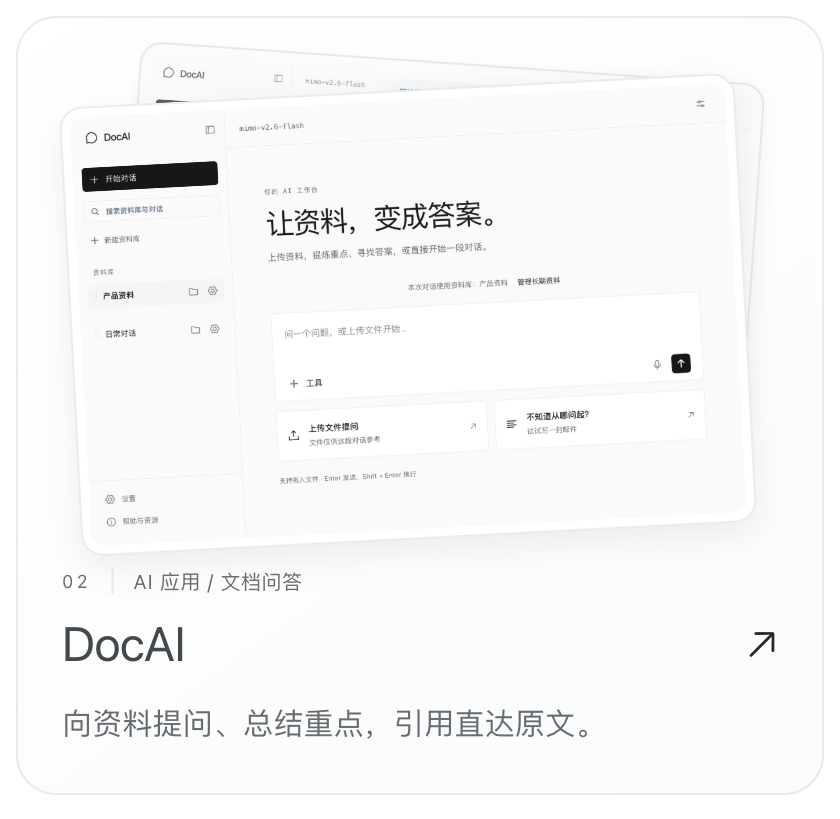 DocAI
mimo-v2.6-flash
DocAI
mimo-v2.6-flash
开始对话
搜索资料库与对话
新建资料库
资料库
产品资料
日常对话
设置
帮助与资源
你的 AI 工作台
让资料，变成答案。
上传资料，提炼重点、寻找答案，或直接开始一段对话。
本次对话使用资料库：产品资料 管理长期资料
问一个问题，或上传文件开始...
工具
上传文件提问
文件仅供这段对话参考
不知道从哪问起？
试试写一封邮件
支持拖入文件 · Enter 发送，Shift + Enter 换行
02 AI 应用 / 文档问答
DocAI
向资料提问、总结重点，引用直达原文。